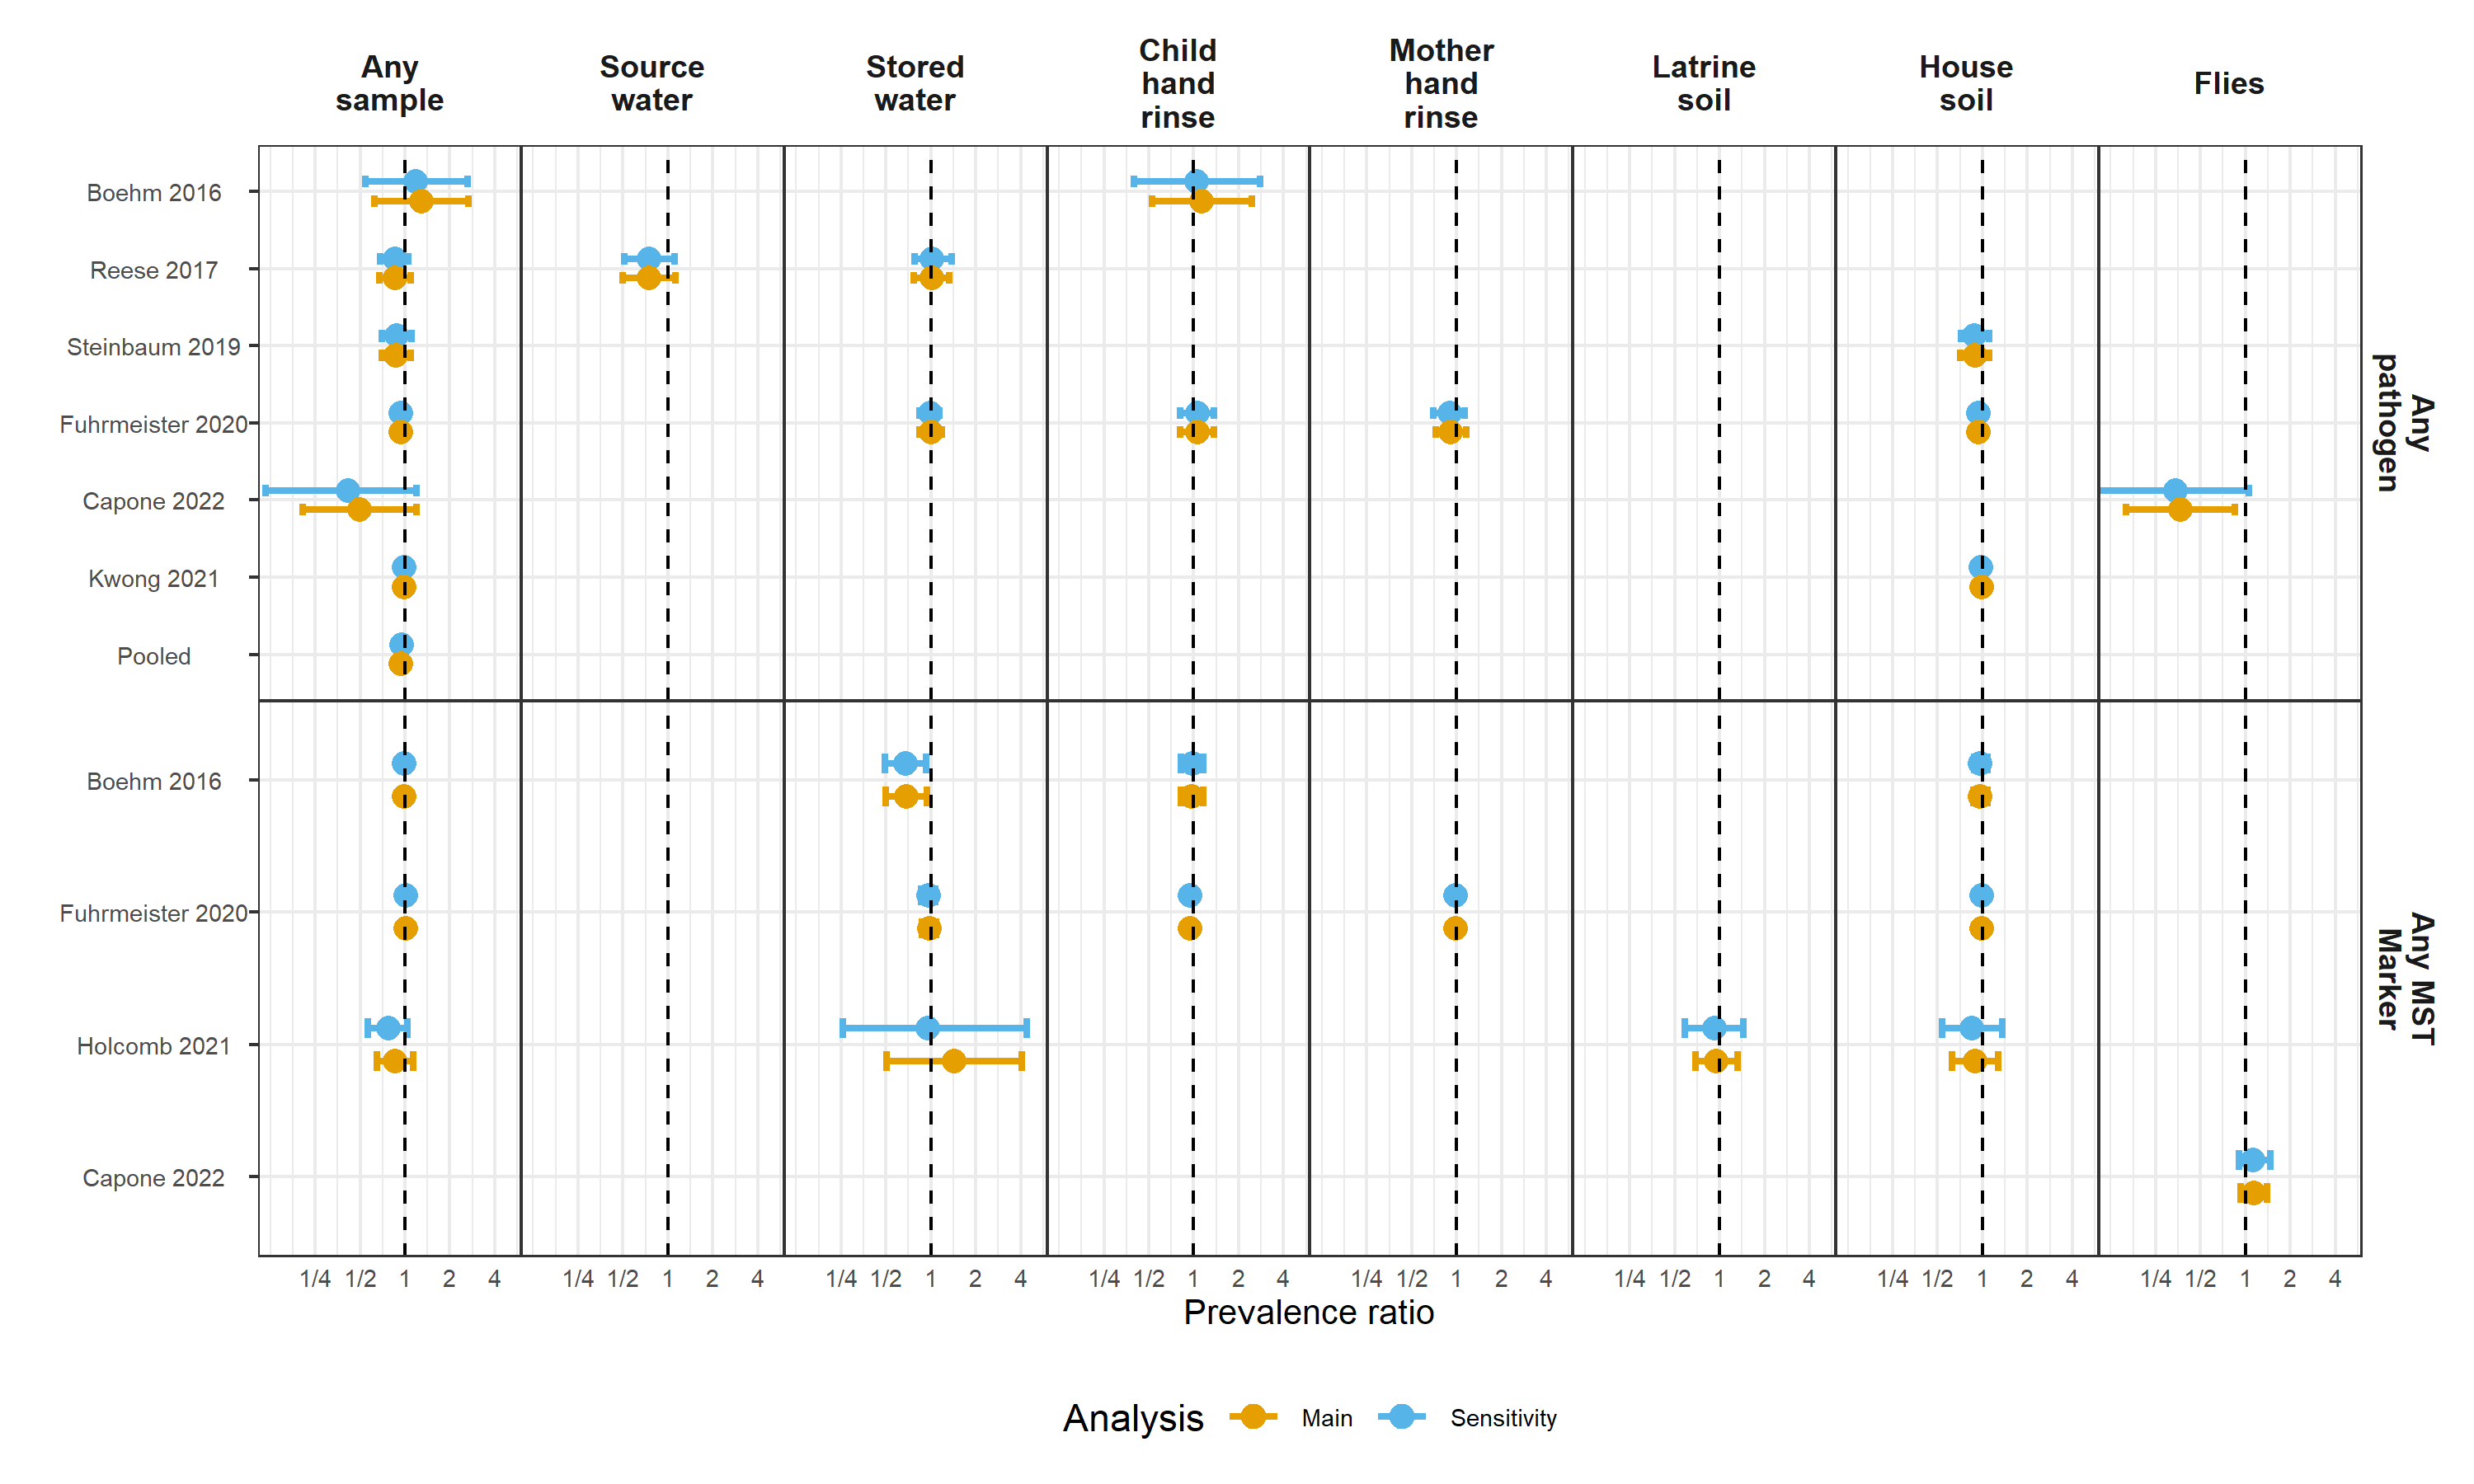 Any
sample
Source
water
Stored
water
Child
hand
rinse
Mother
hand
rinse
Latrine
soil
House
soil
Flies
Boehm 2016
Reese 2017
Steinbaum 2019
Fuhrmeister 2020
Capone 2022
Kwong 2021
Pooled
Any
pathogen
Boehm 2016
Fuhrmeister 2020
Holcomb 2021
Capone 2022
Any MST
Marker
1/4 1/2 1 2 4 1/4 1/2 1 2 4 1/4 1/2 1 2 4 1/4 1/2 1 2 4 1/4 1/2 1 2 4 1/4 1/2 1 2 4 1/4 1/2 1 2 4 1/4 1/2 1 2 4
Prevalence ratio
Analysis Main Sensitivity